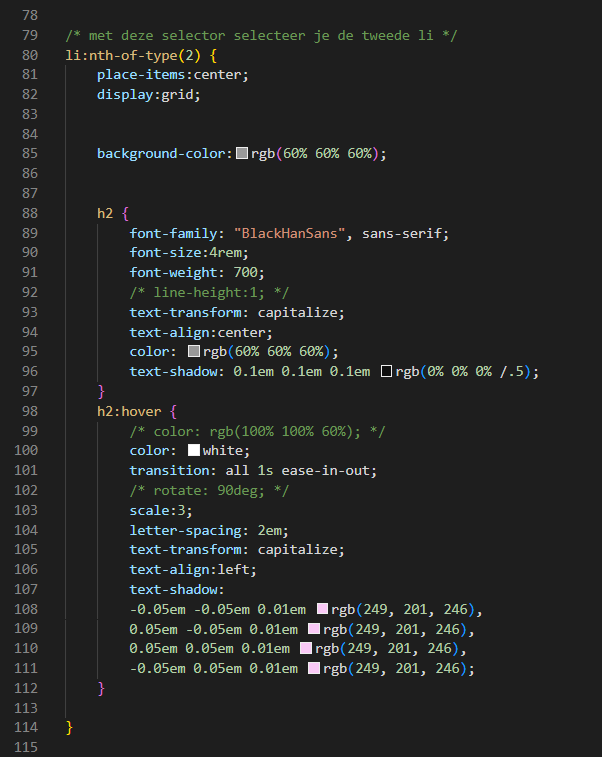 78
79 /* met deze selector selecteer je de tweede li */
80 li:nth-of-type(2) {
81     place-items:center;
82     display:grid;
83
84
85     background-color:rgb(60% 60% 60%);
86
87
88     h2 {
89         font-family: "BlackHanSans", sans-serif;
90         font-size:4rem;
91         font-weight: 700;
92         /* line-height:1; */
93         text-transform: capitalize;
94         text-align:center;
95         color: rgb(60% 60% 60%);
96         text-shadow: 0.1em 0.1em 0.1em rgb(0% 0% 0% /.5);
97     }
98     h2:hover {
99         /* color: rgb(100% 100% 60%); */
100         color: white;
101         transition: all 1s ease-in-out;
102         /* rotate: 90deg; */
103         scale:3;
104         letter-spacing: 2em;
105         text-transform: capitalize;
106         text-align:left;
107         text-shadow:
108         -0.05em -0.05em 0.01em rgb(249, 201, 246),
109         0.05em -0.05em 0.01em rgb(249, 201, 246),
110         0.05em 0.05em 0.01em rgb(249, 201, 246),
111         -0.05em 0.05em 0.01em rgb(249, 201, 246);
112     }
113
114 }
115